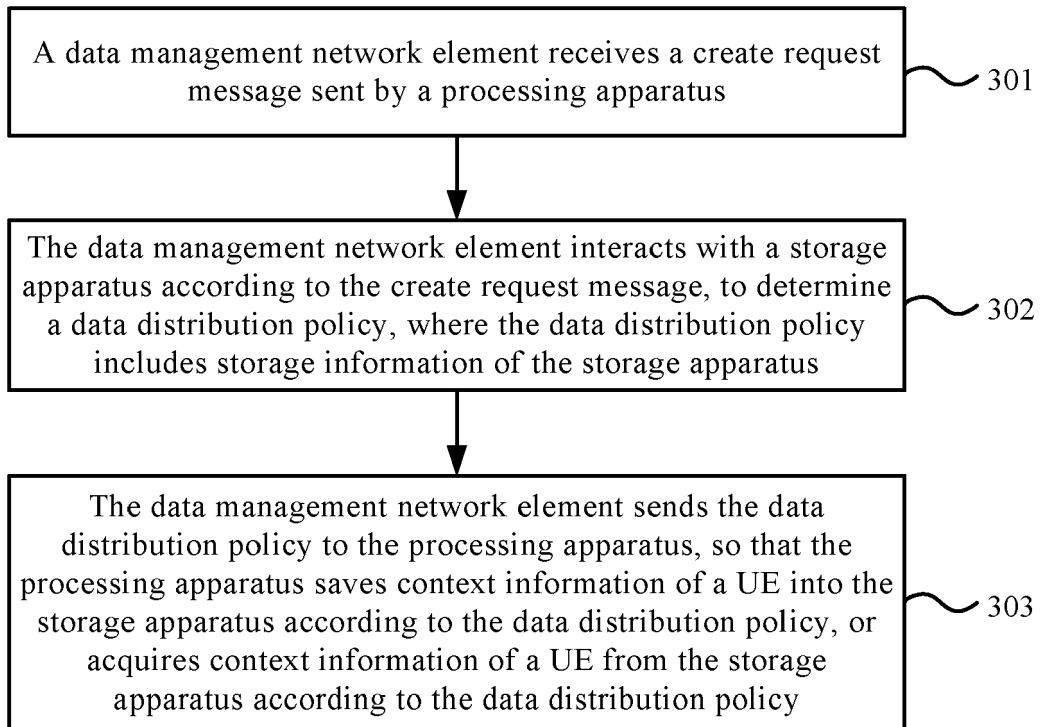 A data management network element receives a create request
message sent by a processing apparatus
301
The data management network element interacts with a storage
apparatus according to the create request message, to determine
a data distribution policy, where the data distribution policy
includes storage information of the storage apparatus
302
The data management network element sends the data
distribution policy to the processing apparatus, so that the
processing apparatus saves context information of a UE into the
storage apparatus according to the data distribution policy, or
acquires context information of a UE from the storage
apparatus according to the data distribution policy
303